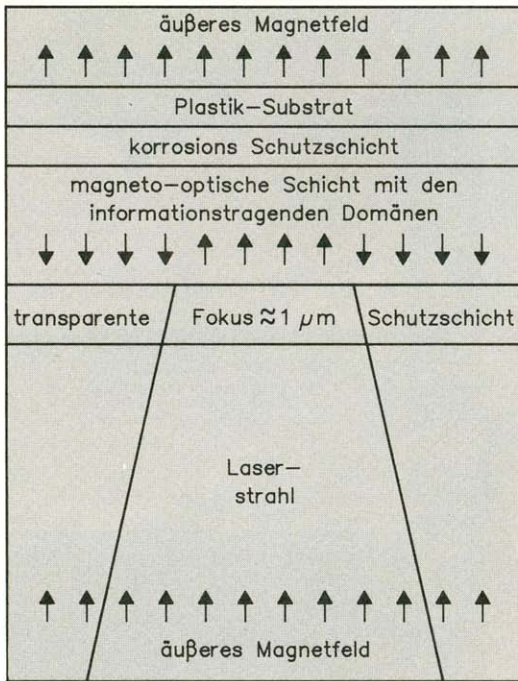 äußeres Magnetfeld
Plastik-Substrat
korrosions Schutzschicht
magneto-optische Schicht mit den
informationstragenden Domänen
transparente Fokus ≈ 1 μm Schutzschicht
Laser-
strahl
äußeres Magnetfeld